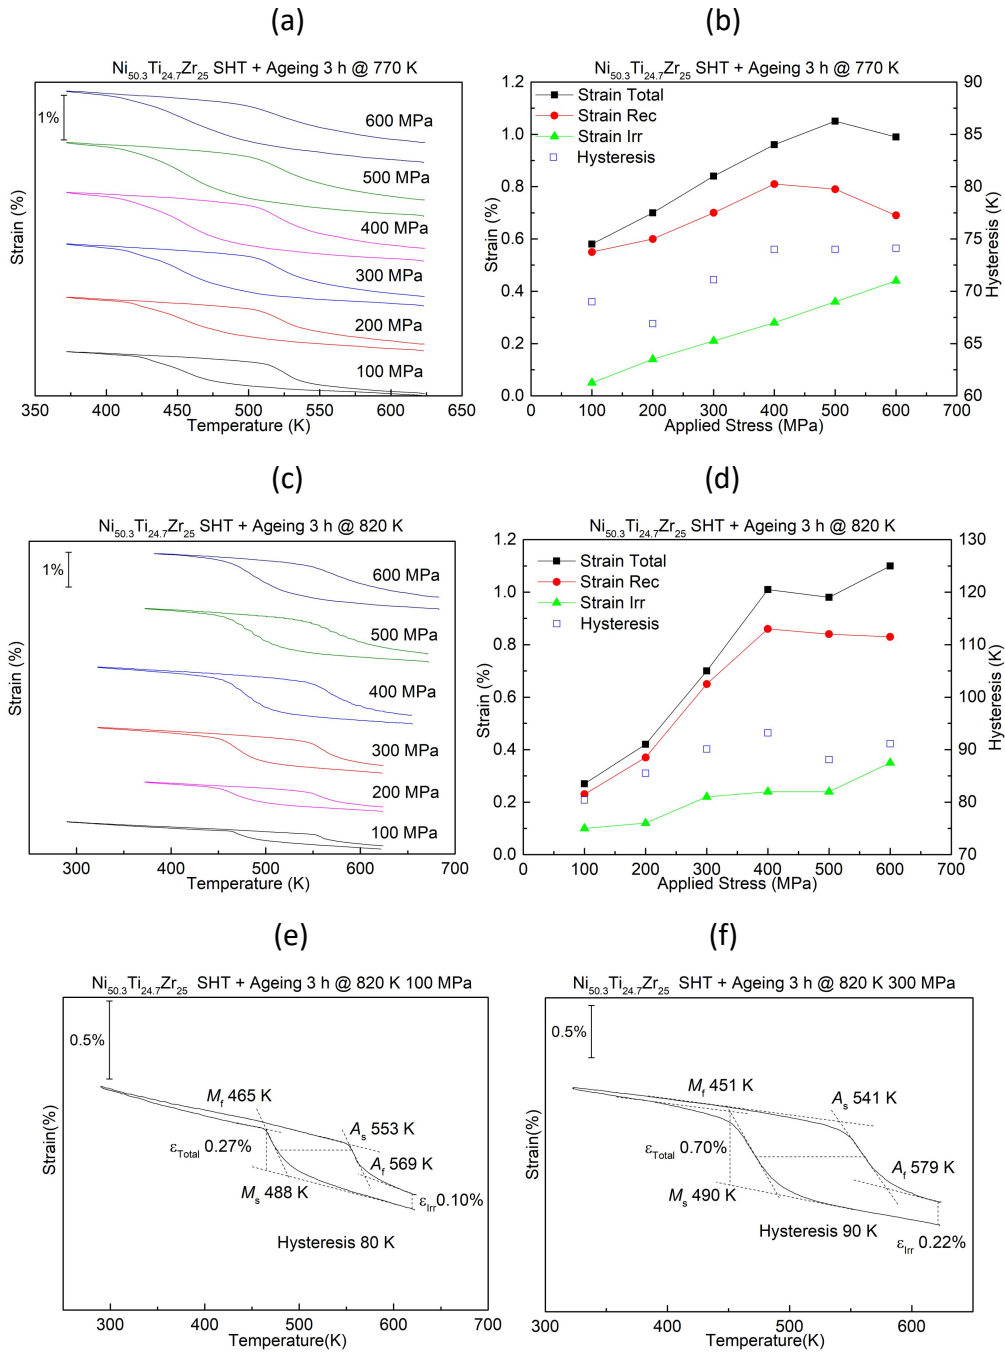 (a)
Ni50.3Ti24.7Zr25 SHT + Ageing 3 h @ 770 K
1%
600 MPa
500 MPa
400 MPa
300 MPa
200 MPa
100 MPa
Strain (%)
350 400 450 500 550 600 650
Temperature (K)
(b)
Ni50.3Ti24.7Zr25 SHT + Ageing 3 h @ 770 K
Strain Total
Strain Rec
Strain Irr
Hysteresis
1.2
1.0
0.8
0.6
0.4
0.2
0.0
Strain (%)
90
85
80
75
70
65
60
Hysteresis (K)
0 100 200 300 400 500 600 700
Applied Stress (MPa)
(c)
Ni50.3Ti24.7Zr25 SHT + Ageing 3 h @ 820 K
1%
600 MPa
500 MPa
400 MPa
300 MPa
200 MPa
100 MPa
Strain (%)
300 400 500 600 700
Temperature (K)
(d)
Ni50.3Ti24.7Zr25 SHT + Ageing 3 h @ 820 K
Strain Total
Strain Rec
Strain Irr
Hysteresis
1.2
1.0
0.8
0.6
0.4
0.2
0.0
Strain (%)
130
120
110
100
90
80
70
Hysteresis (K)
0 100 200 300 400 500 600 700
Applied Stress (MPa)
(e)
Ni50.3Ti24.7Zr25 SHT + Ageing 3 h @ 820 K 100 MPa
0.5%
Mf 465 K
As 553 K
εTotal 0.27%
Af 569 K
Ms 488 K
εIrr 0.10%
Hysteresis 80 K
Strain(%)
300 400 500 600 700
Temperature(K)
(f)
Ni50.3Ti24.7Zr25 SHT + Ageing 3 h @ 820 K 300 MPa
0.5%
Mf 451 K
As 541 K
εTotal 0.70%
Af 579 K
Ms 490 K
Hysteresis 90 K
εIrr 0.22%
Strain(%)
300 400 500 600
Temperature(K)